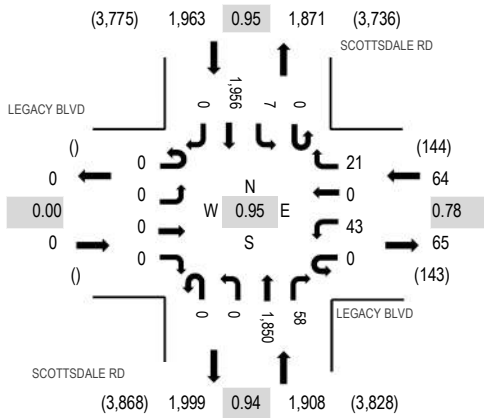 (3,775) 1,963 0.95 1,871 (3,736)
SCOTTSDALE RD
LEGACY BLVD
0 1,956 7 0
() 0 21 (144)
0 0 0 64
0.00 W N 0.95 E S 0.78
0 0 43 65
() 0 0 (143)
0 0 1,850 58
LEGACY BLVD
SCOTTSDALE RD
(3,868) 1,999 0.94 1,908 (3,828)